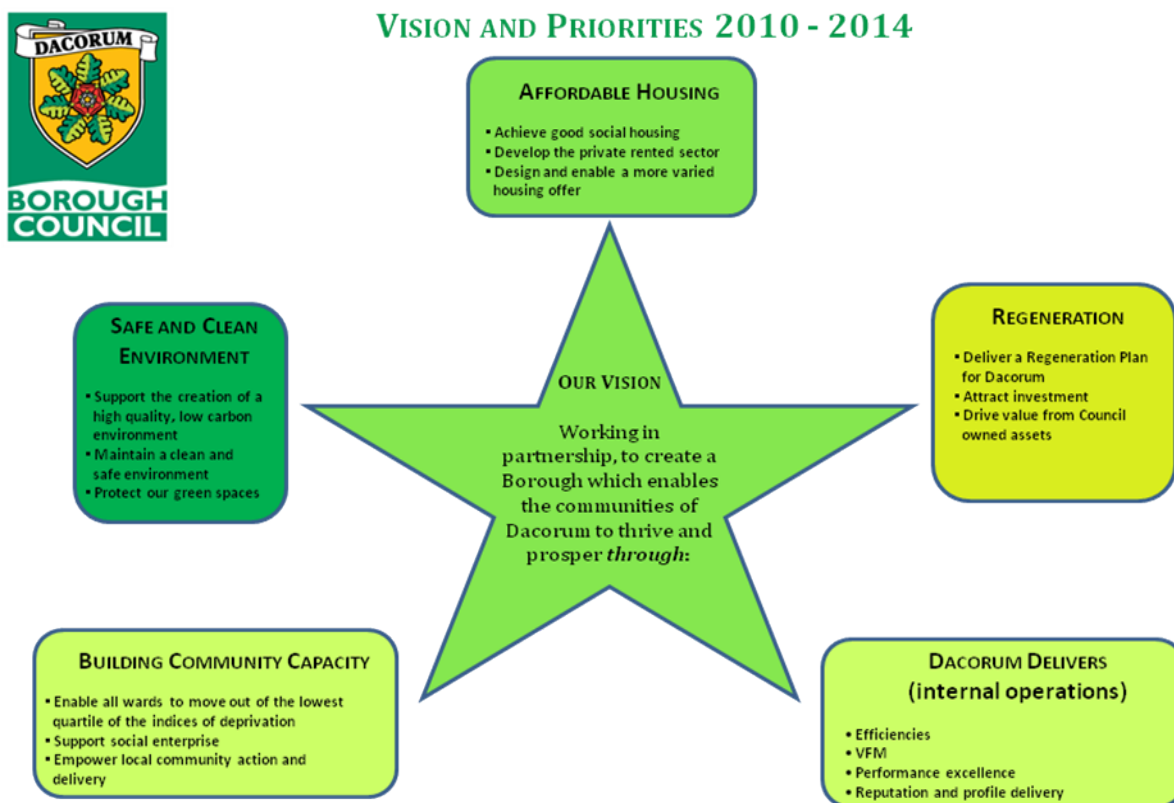 VISION AND PRIORITIES 2010 - 2014
DACORUM
BOROUGH
COUNCIL
AFFORDABLE HOUSING
▪ Achieve good social housing
▪ Develop the private rented sector
▪ Design and enable a more varied
housing offer
SAFE AND CLEAN
ENVIRONMENT
▪ Support the creation of a
high quality, low carbon
environment
▪ Maintain a clean and
safe environment
▪ Protect our green spaces
OUR VISION
Working in
partnership, to create a
Borough which enables
the communities of
Dacorum to thrive and
prosper through:
REGENERATION
▪ Deliver a Regeneration Plan
for Dacorum
▪ Attract investment
▪ Drive value from Council
owned assets
BUILDING COMMUNITY CAPACITY
▪ Enable all wards to move out of the lowest
quartile of the indices of deprivation
▪ Support social enterprise
▪ Empower local community action and
delivery
DACORUM DELIVERS
(internal operations)
• Efficiencies
• VFM
• Performance excellence
• Reputation and profile delivery